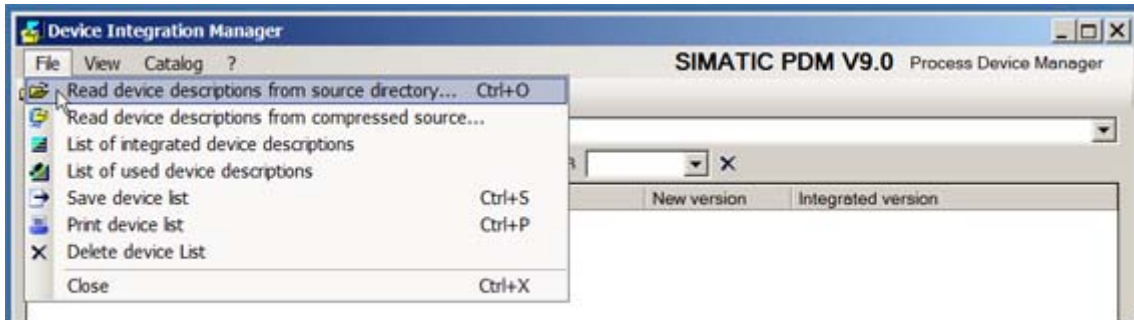 Device Integration Manager
File View Catalog ?
SIMATIC PDM V9.0 Process Device Manager
Read device descriptions from source directory... Ctrl+O
Read device descriptions from compressed source...
List of integrated device descriptions
List of used device descriptions
Save device list Ctrl+S
New version Integrated version
Print device list Ctrl+P
Delete device List
Close Ctrl+X